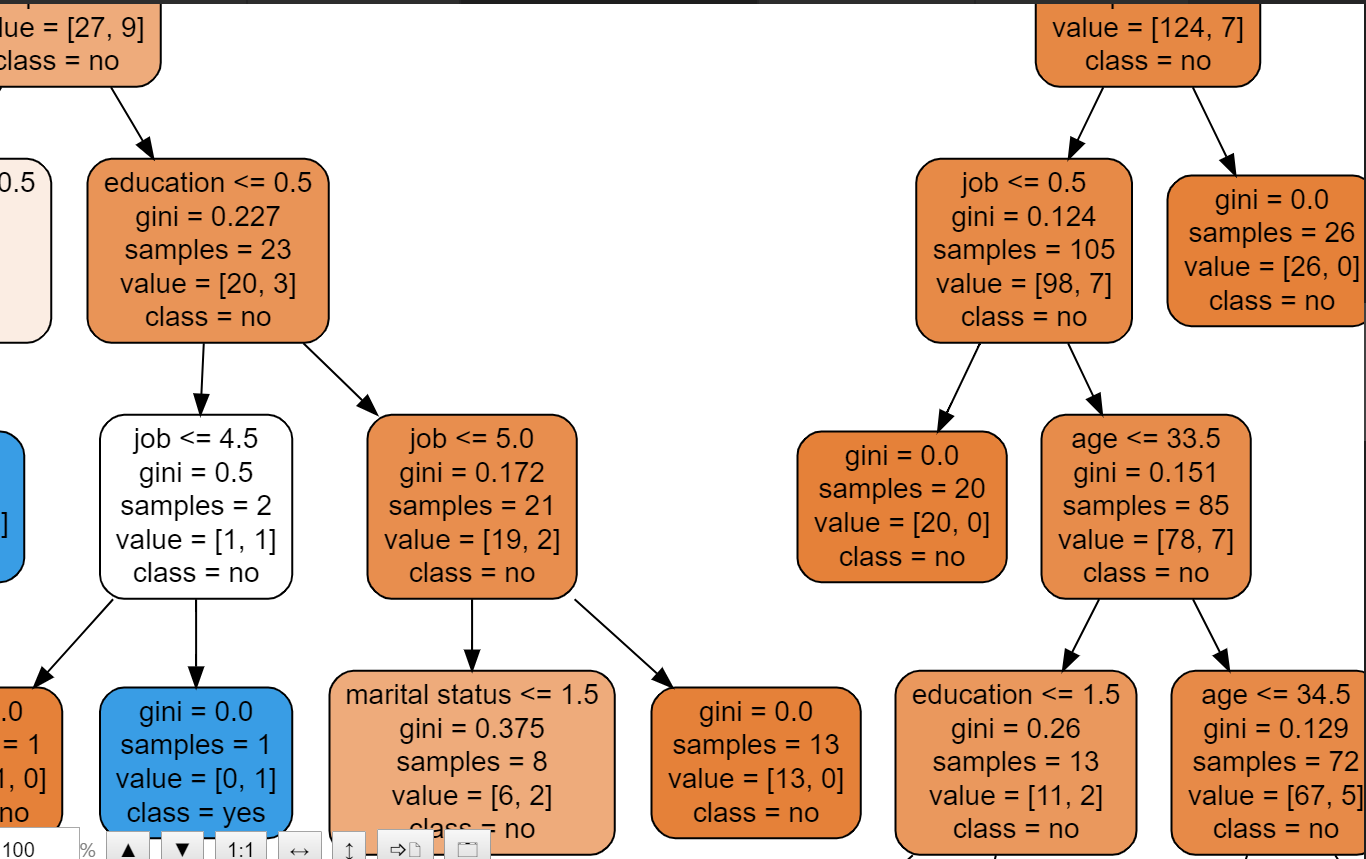 value = [27, 9]
class = no
value = [124, 7]
class = no
0.5
education <= 0.5
gini = 0.227
samples = 23
value = [20, 3]
class = no
job <= 0.5
gini = 0.124
samples = 105
value = [98, 7]
class = no
gini = 0.0
samples = 26
value = [26, 0]
class = no
]
job <= 4.5
gini = 0.5
samples = 2
value = [1, 1]
class = no
job <= 5.0
gini = 0.172
samples = 21
value = [19, 2]
class = no
gini = 0.0
samples = 20
value = [20, 0]
class = no
age <= 33.5
gini = 0.151
samples = 85
value = [78, 7]
class = no
.0
= 1
1, 0]
no
gini = 0.0
samples = 1
value = [0, 1]
class = yes
marital status <= 1.5
gini = 0.375
samples = 8
value = [6, 2]
class = no
gini = 0.0
samples = 13
value = [13, 0]
class = no
education <= 1.5
gini = 0.26
samples = 13
value = [11, 2]
class = no
age <= 34.5
gini = 0.129
samples = 72
value = [67, 5]
class = no
100 % ▲ ▼ 1:1 ↔ ↕